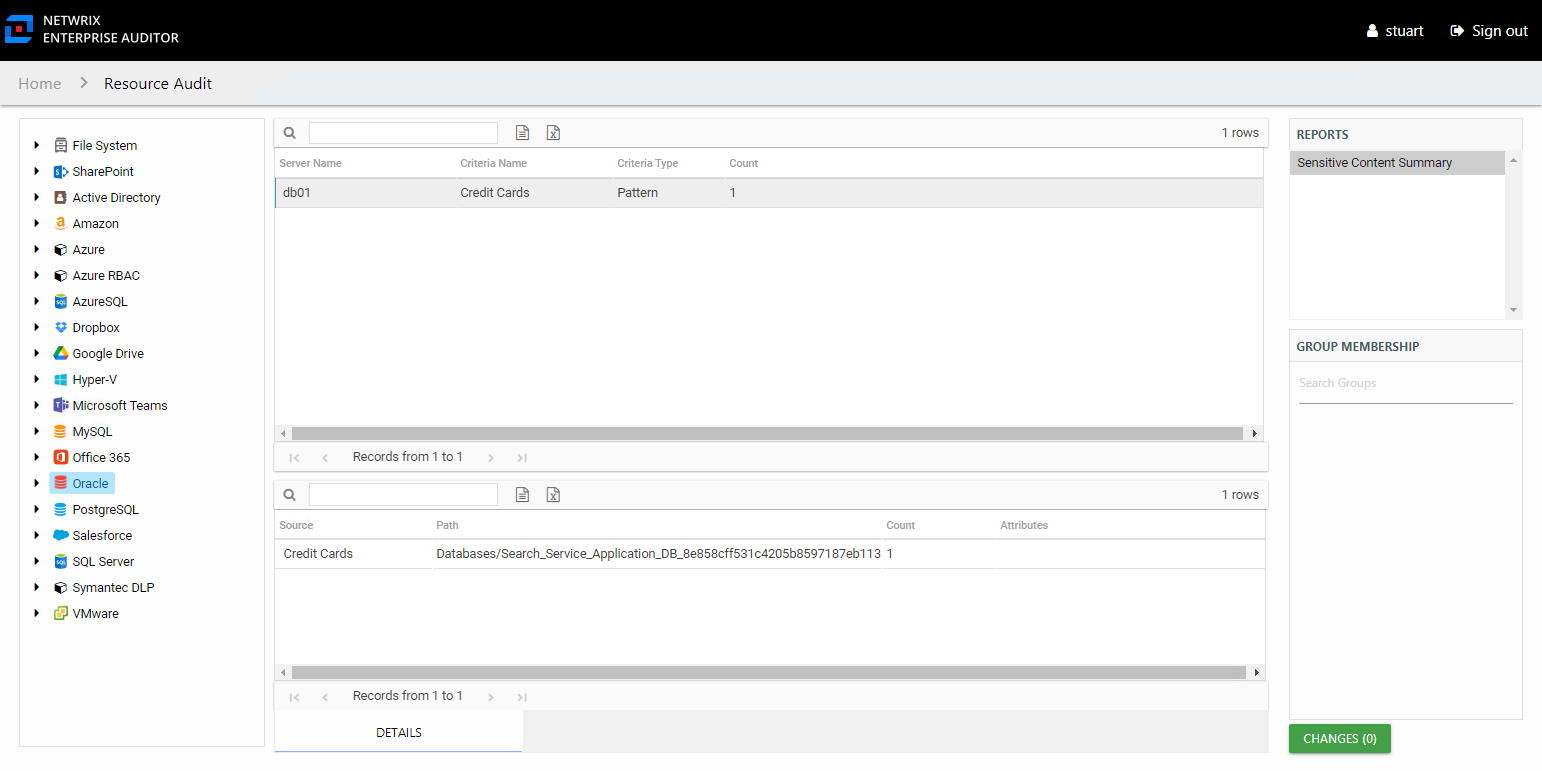 NETWRIX
ENTERPRISE AUDITOR
stuart
Sign out
Home
Resource Audit
File System
SharePoint
Active Directory
Amazon
Azure
Azure RBAC
AzureSQL
Dropbox
Google Drive
Hyper-V
Microsoft Teams
MySQL
Office 365
Oracle
PostgreSQL
Salesforce
SQL Server
Symantec DLP
VMware
1 rows
Server Name Criteria Name Criteria Type Count
db01 Credit Cards Pattern 1
Records from 1 to 1
1 rows
Source Path Count Attributes
Credit Cards Databases/Search_Service_Application_DB_8e858cff531c4205b8597187eb113 1
Records from 1 to 1
DETAILS
REPORTS
Sensitive Content Summary
GROUP MEMBERSHIP
Search Groups
CHANGES (0)